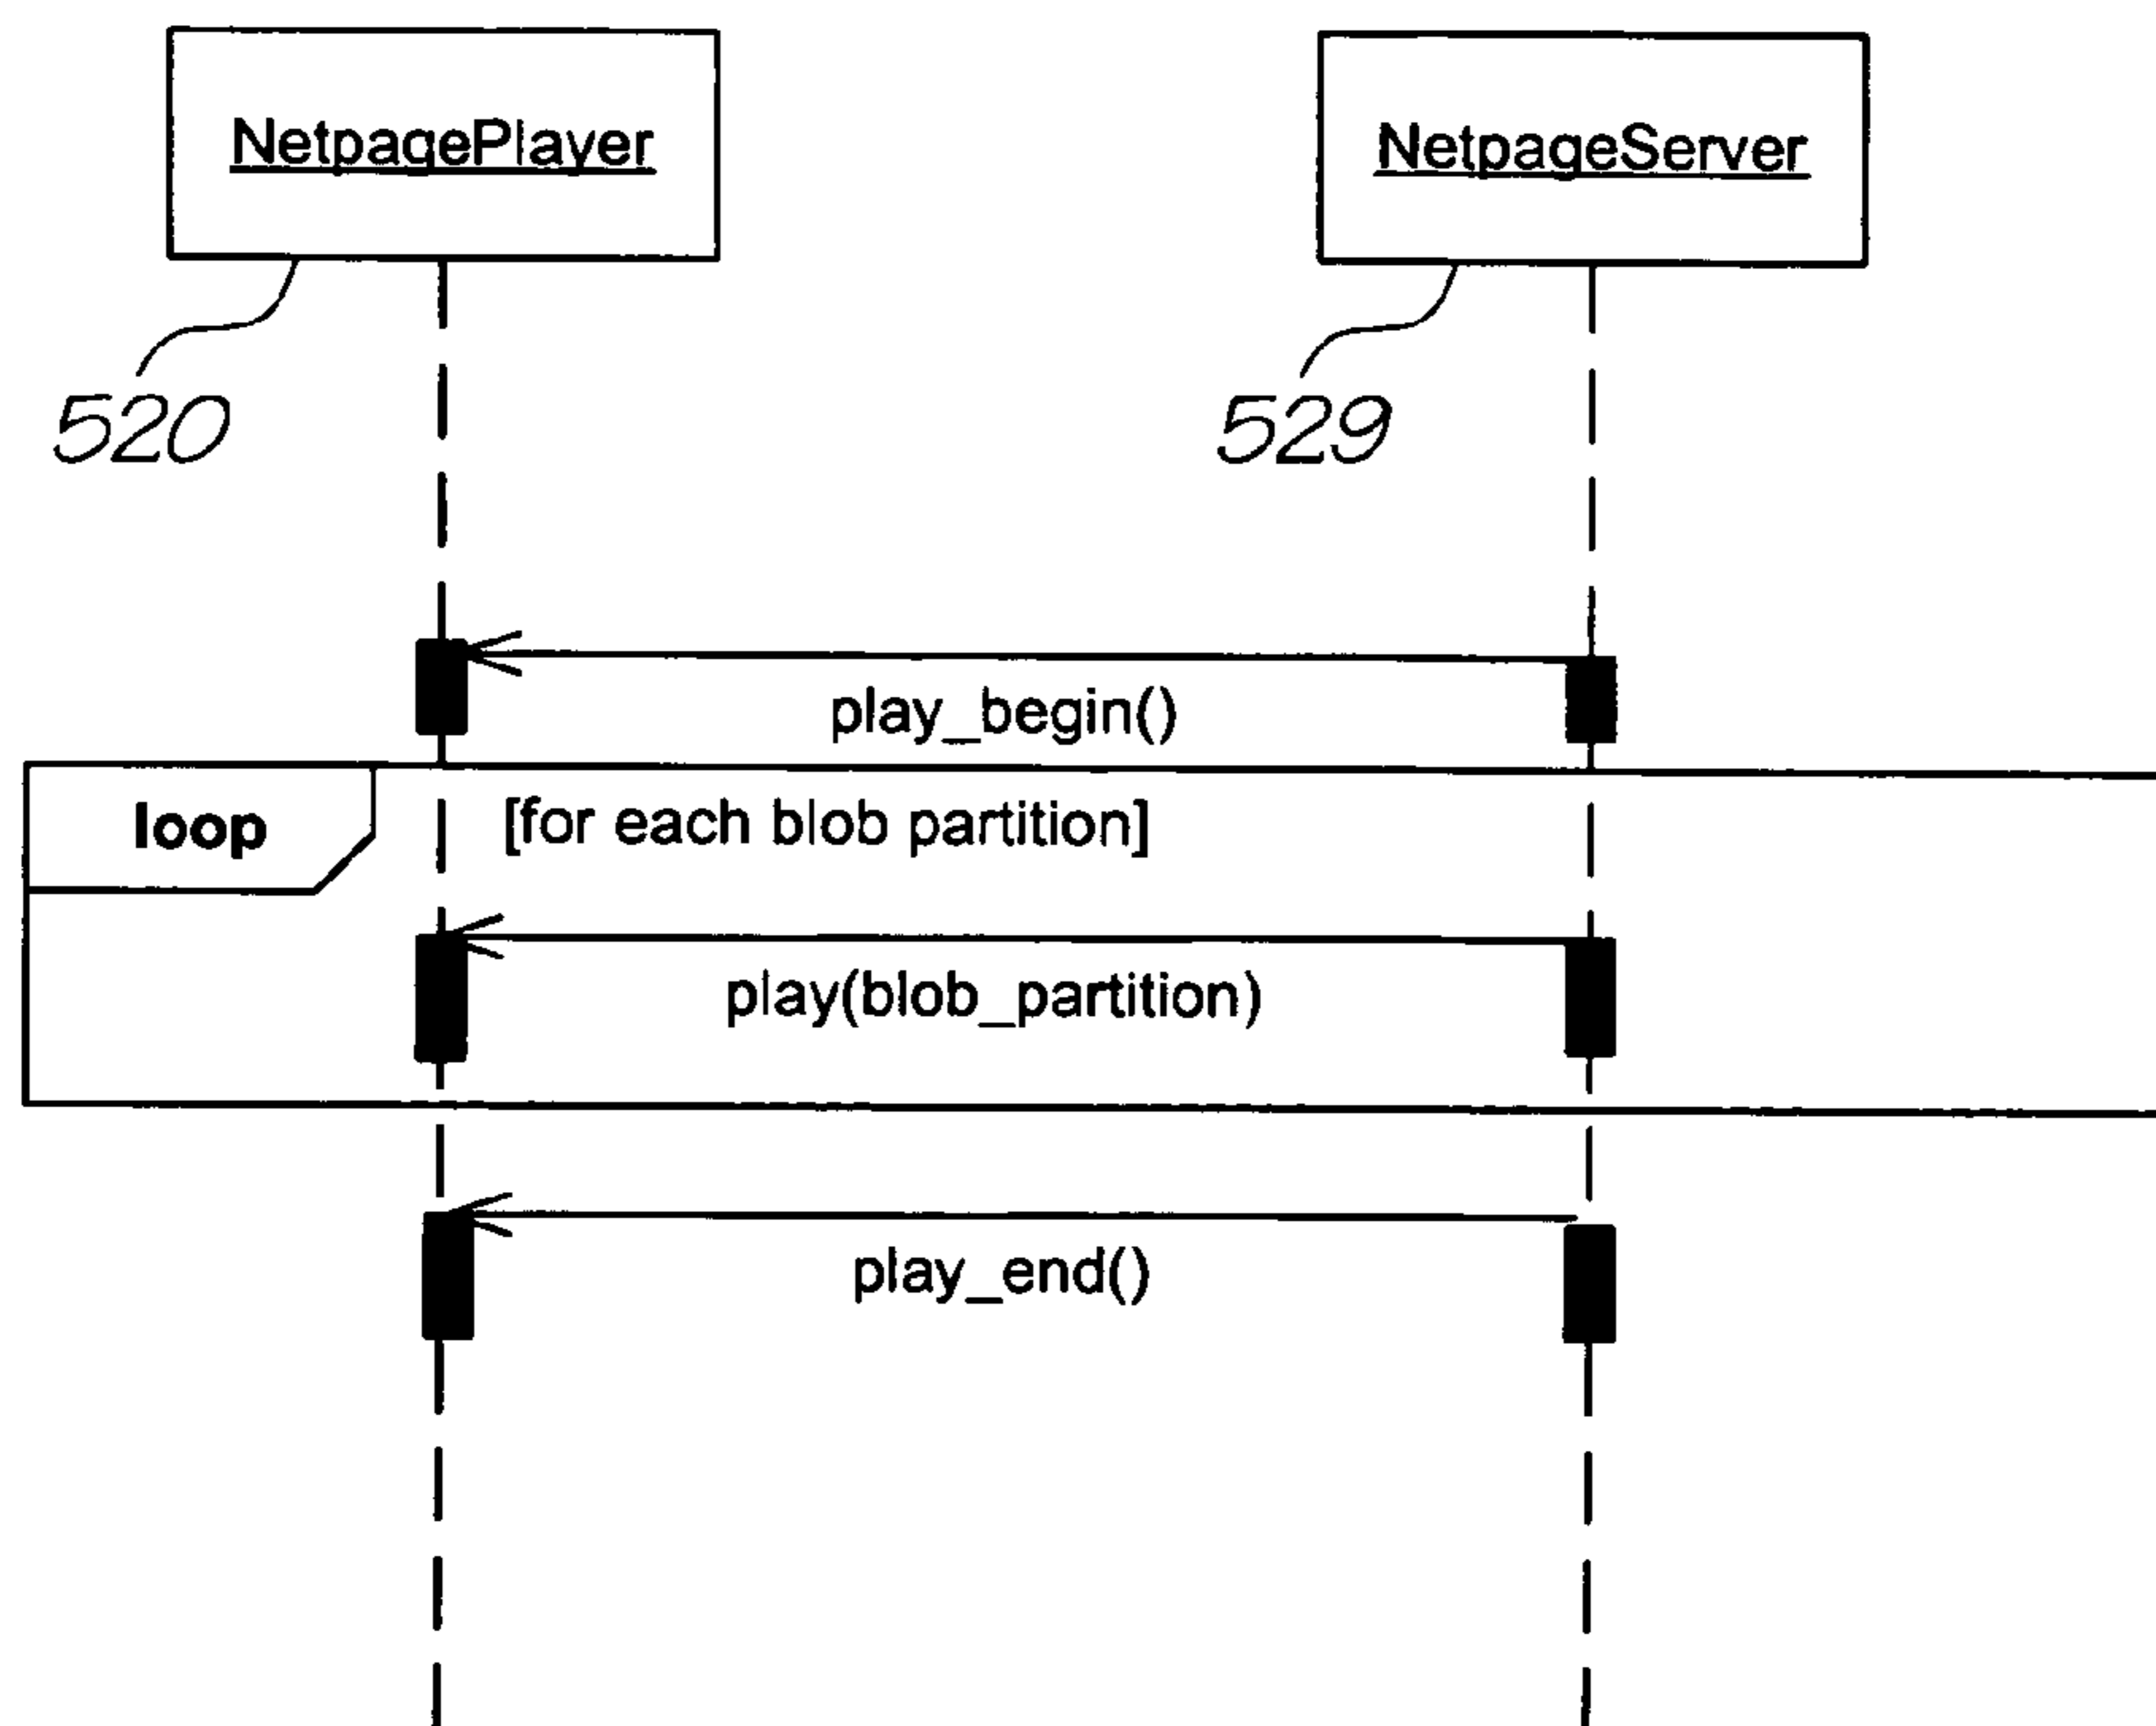 NetpagePlayer
NetpageServer
520
529
play_begin()
loop
[for each blob partition]
play(blob_partition)
play_end()